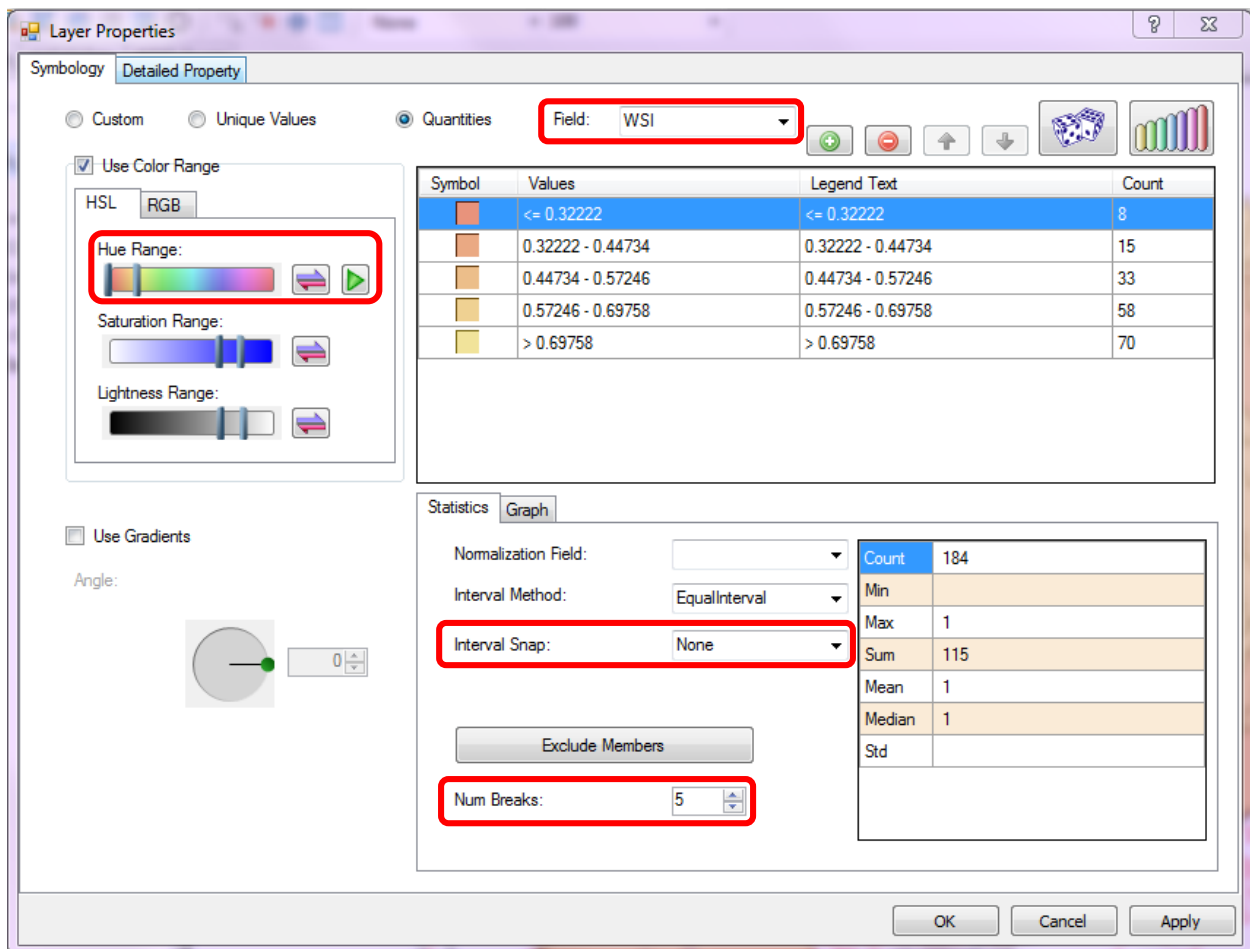 Layer Properties
Symbology Detailed Property
Custom Unique Values Quantities Field: WSI
Use Color Range
HSL RGB
Hue Range:
Saturation Range:
Lightness Range:
Symbol Values Legend Text Count
<= 0.32222 <= 0.32222 8
0.32222 - 0.44734 0.32222 - 0.44734 15
0.44734 - 0.57246 0.44734 - 0.57246 33
0.57246 - 0.69758 0.57246 - 0.69758 58
> 0.69758 > 0.69758 70
Use Gradients
Angle:
0
Statistics Graph
Normalization Field:
Interval Method: EqualInterval
Interval Snap: None
Exclude Members
Num Breaks: 5
Count 184
Min
Max 1
Sum 115
Mean 1
Median 1
Std
OK Cancel Apply